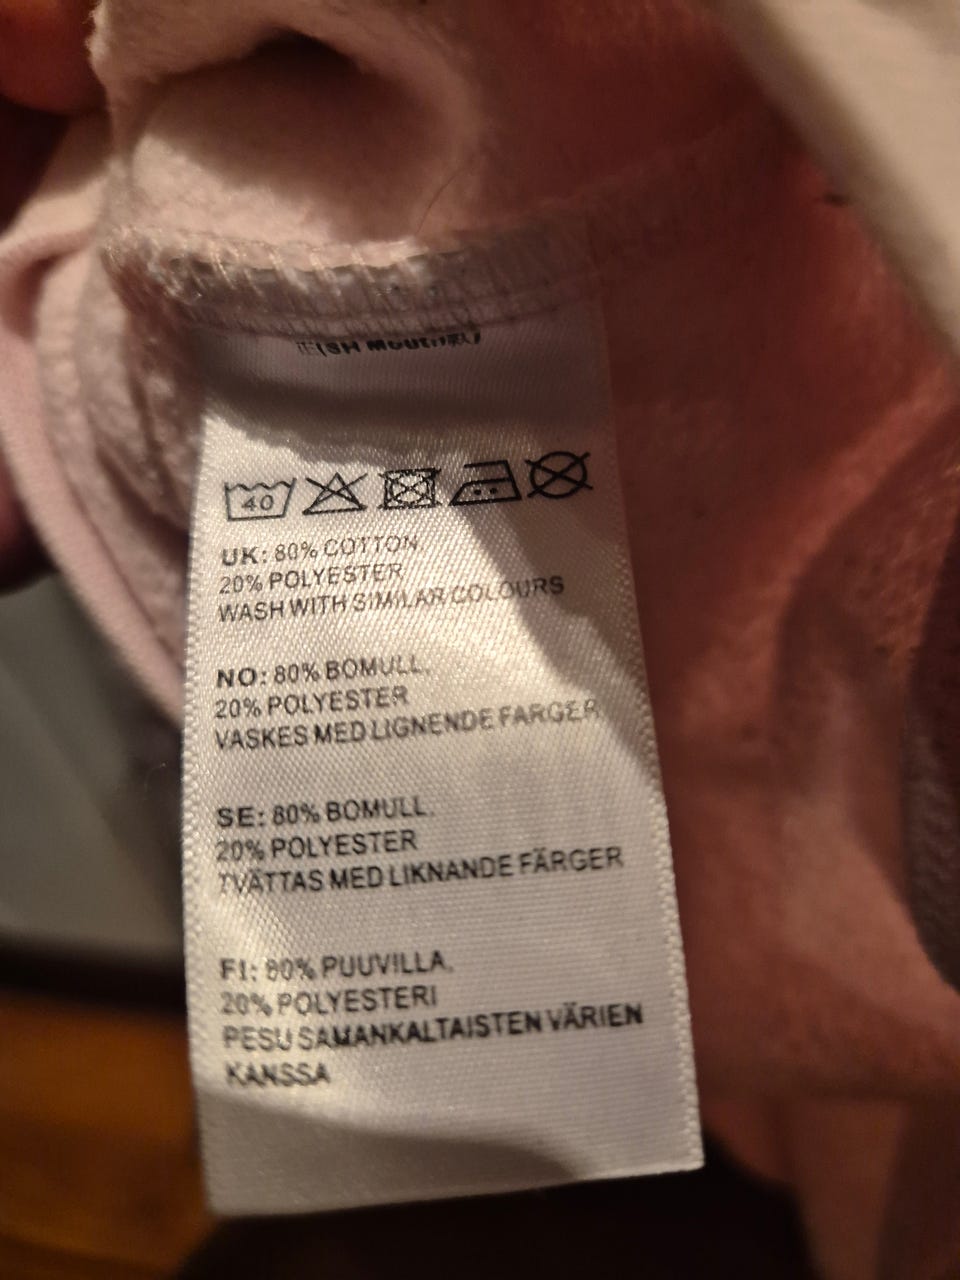 40
UK: 80% COTTON,
20% POLYESTER
WASH WITH SIMILAR COLOURS
NO: 80% BOMULL,
20% POLYESTER
VASKES MED LIGNENDE FARGER
SE: 80% BOMULL,
20% POLYESTER
TVÄTTAS MED LIKNANDE FÄRGER
FI: 80% PUUVILLA,
20% POLYESTERI
PESU SAMANKALTAISTEN VÄRIEN
KANSSA